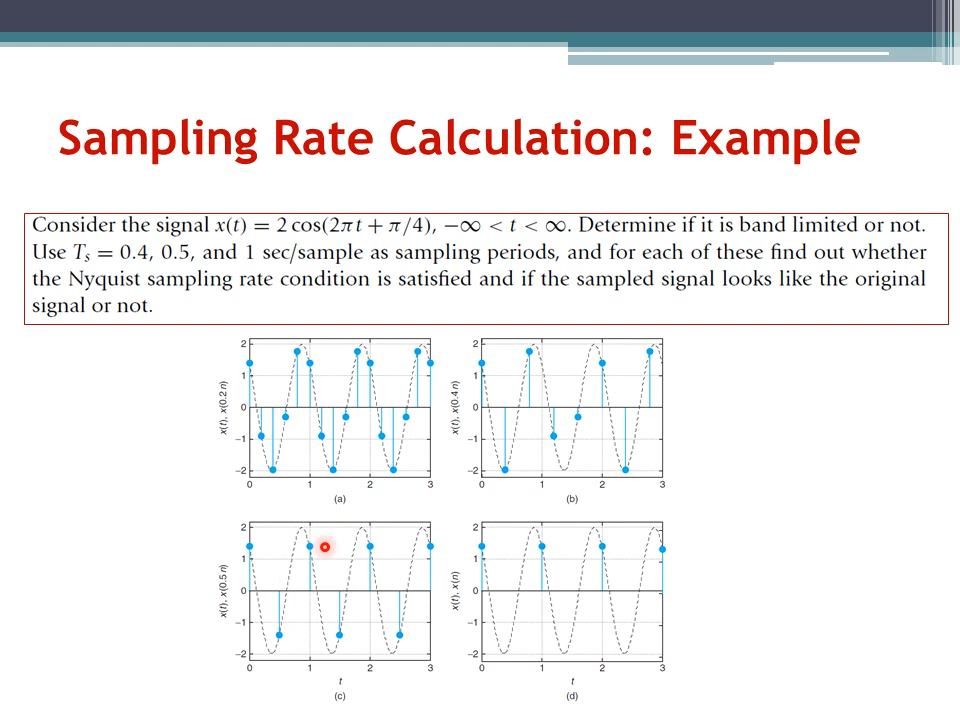 Sampling Rate Calculation: Example
Consider the signal x(t) = 2 cos(2πt + π/4), −∞ < t < ∞. Determine if it is band limited or not.
Use Tₛ = 0.4, 0.5, and 1 sec/sample as sampling periods, and for each of these find out whether
the Nyquist sampling rate condition is satisfied and if the sampled signal looks like the original
signal or not.
x(t), x(0.2 n)
2
1
0
−1
−2
0 1 2 3
(a)
x(t), x(0.4 n)
2
1
0
−1
−2
0 1 2 3
(b)
x(t), x(0.5 n)
2
1
0
−1
−2
0 1 2 3
t
(c)
x(t), x(n)
2
1
0
−1
−2
0 1 2 3
t
(d)